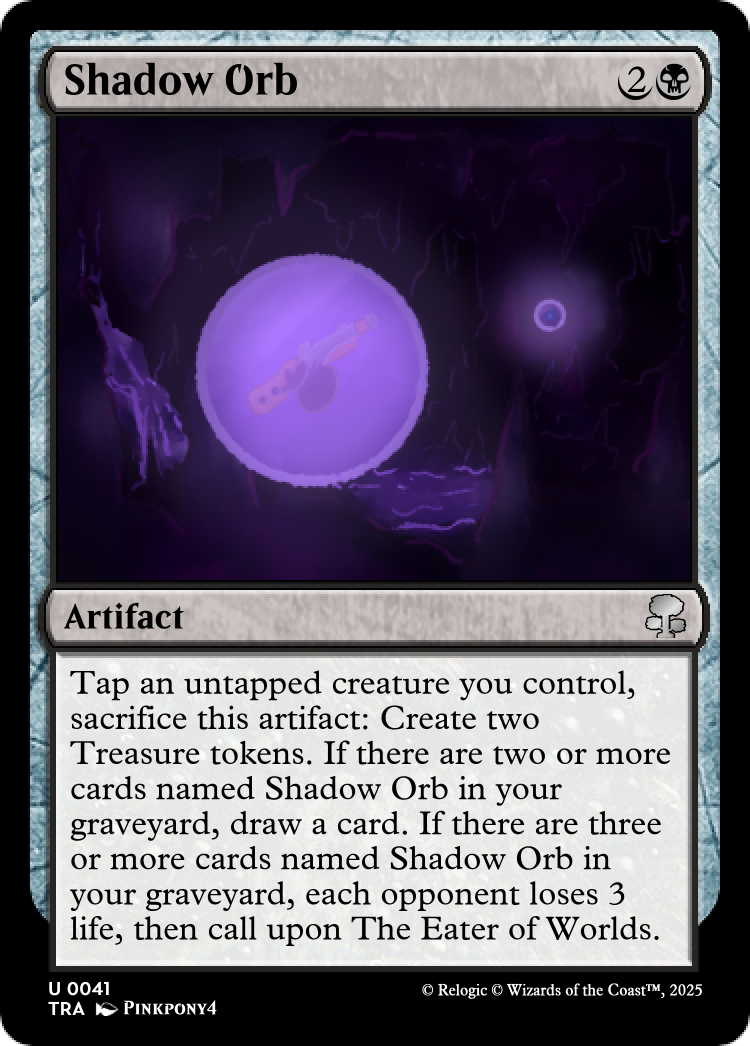 Shadow Orb 2
Artifact
Tap an untapped creature you control,
sacrifice this artifact: Create two
Treasure tokens. If there are two or more
cards named Shadow Orb in your
graveyard, draw a card. If there are three
or more cards named Shadow Orb in
your graveyard, each opponent loses 3
life, then call upon The Eater of Worlds.
U 0041
TRA Pinkpony4
© Relogic © Wizards of the Coast™, 2025